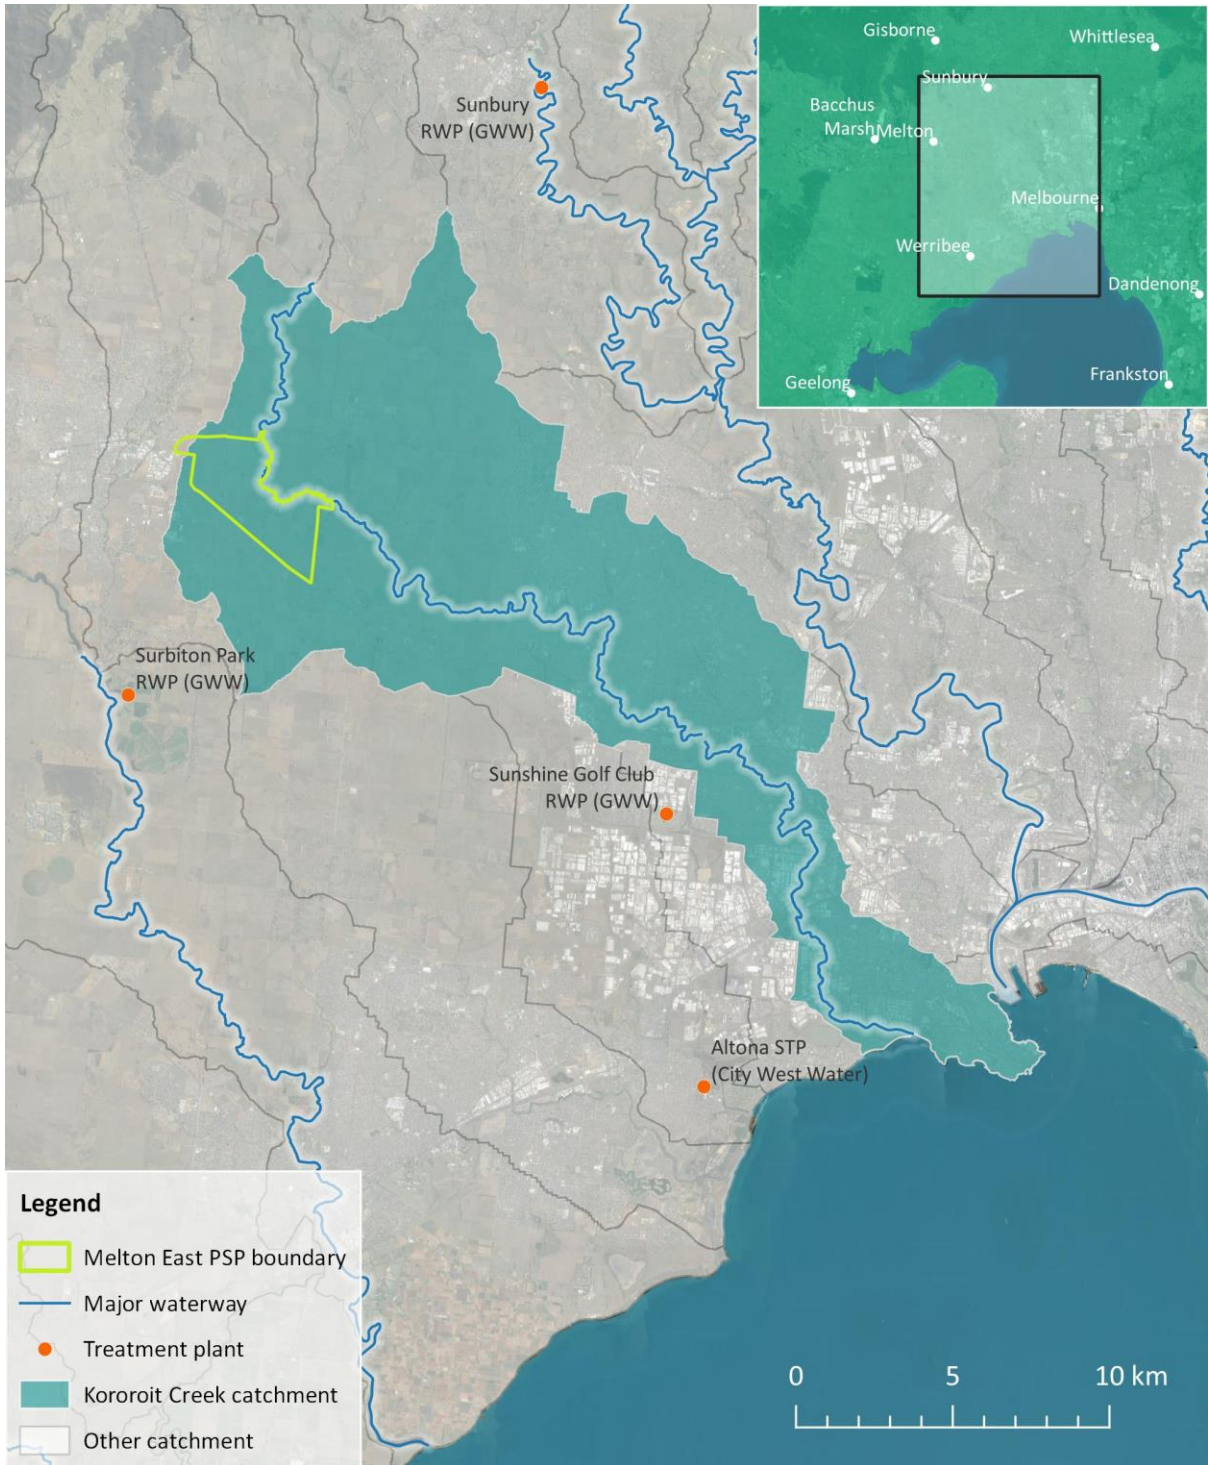 Gisborne
Whittlesea
Sunbury
Bacchus
Marsh
Melton
Melbourne
Werribee
Dandenong
Geelong
Frankston
Sunbury
RWP (GWW)
Surbiton Park
RWP (GWW)
Sunshine Golf Club
RWP (GWW)
Altona STP
(City West Water)
Legend
Melton East PSP boundary
Major waterway
Treatment plant
Kororoit Creek catchment
Other catchment
0 5 10 km